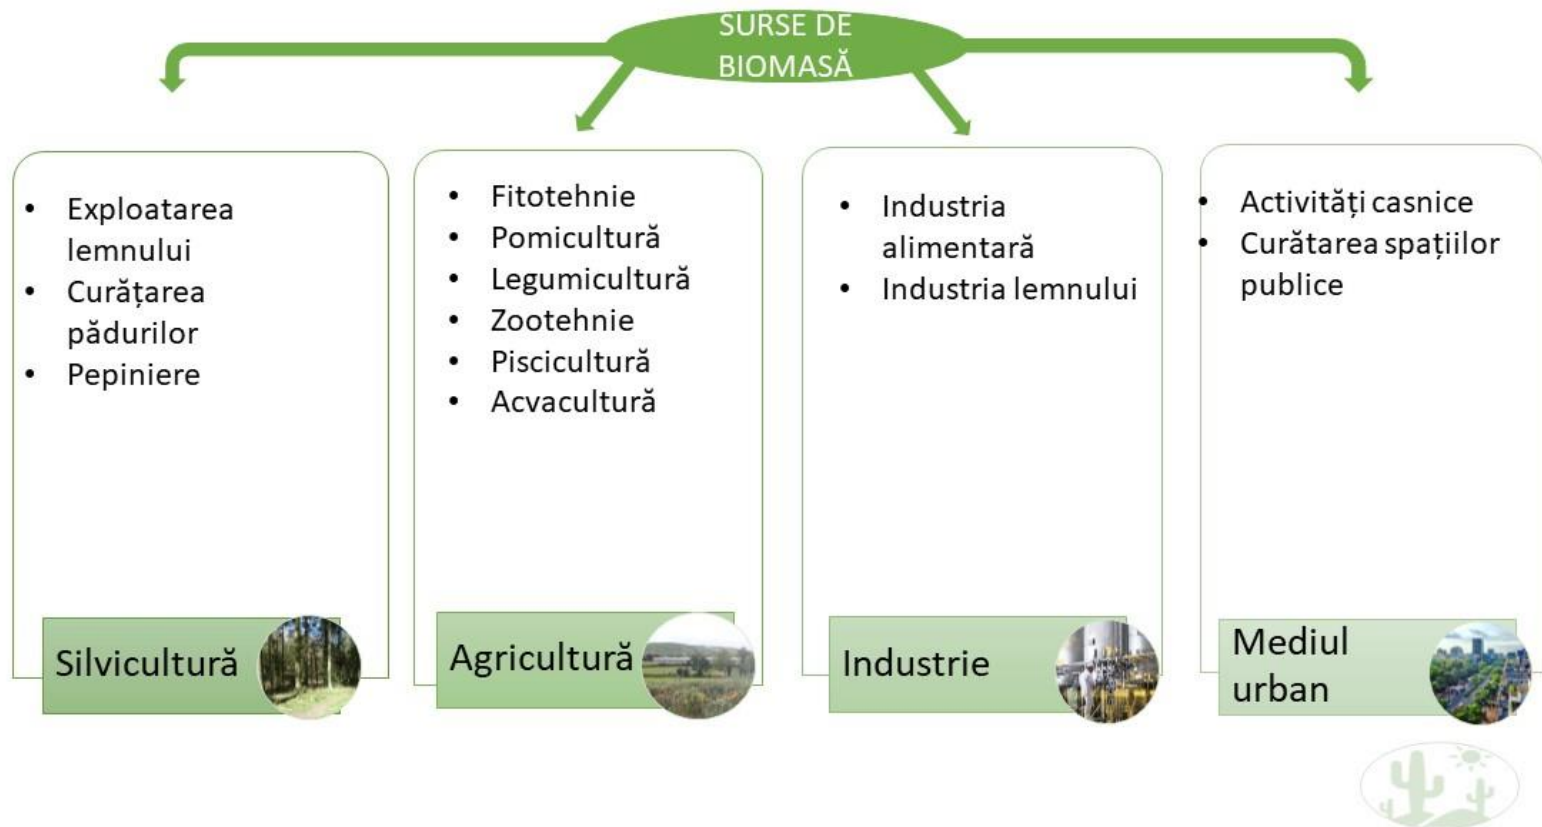 SURSE DE
BIOMASĂ
• Exploatarea
lemnului
• Curățarea
pădurilor
• Pepiniere
Silvicultură
• Fitotehnie
• Pomicultură
• Legumicultură
• Zootehnie
• Piscicultură
• Acvacultură
Agricultură
• Industria
alimentară
• Industria lemnului
Industrie
• Activități casnice
• Curătarea spațiilor
publice
Mediul
urban